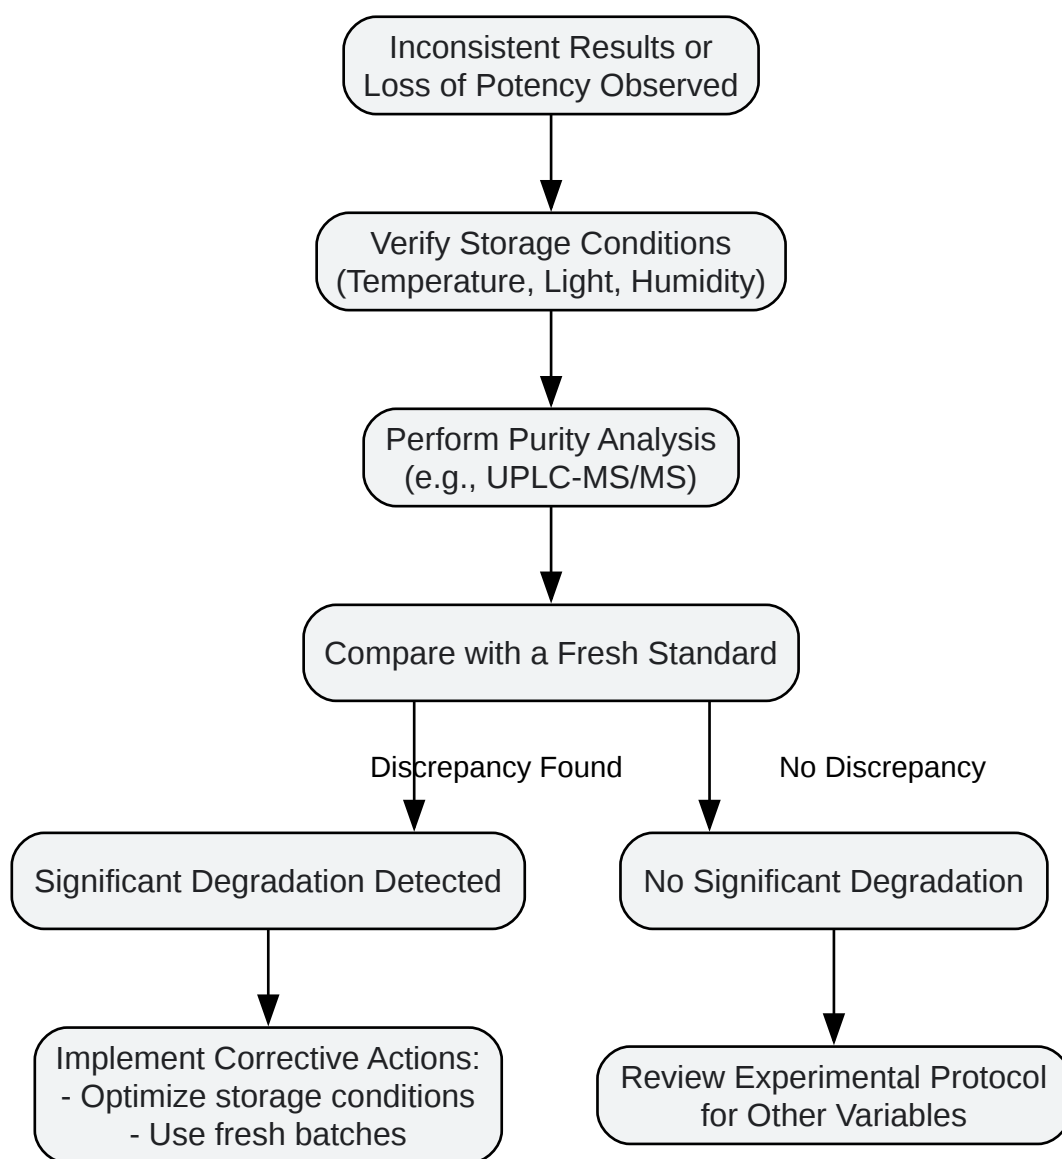 Inconsistent Results or
Loss of Potency Observed
Verify Storage Conditions
(Temperature, Light, Humidity)
Perform Purity Analysis
(e.g., UPLC-MS/MS)
Compare with a Fresh Standard
Discrepancy Found
No Discrepancy
Significant Degradation Detected
No Significant Degradation
Implement Corrective Actions:
- Optimize storage conditions
- Use fresh batches
Review Experimental Protocol
for Other Variables